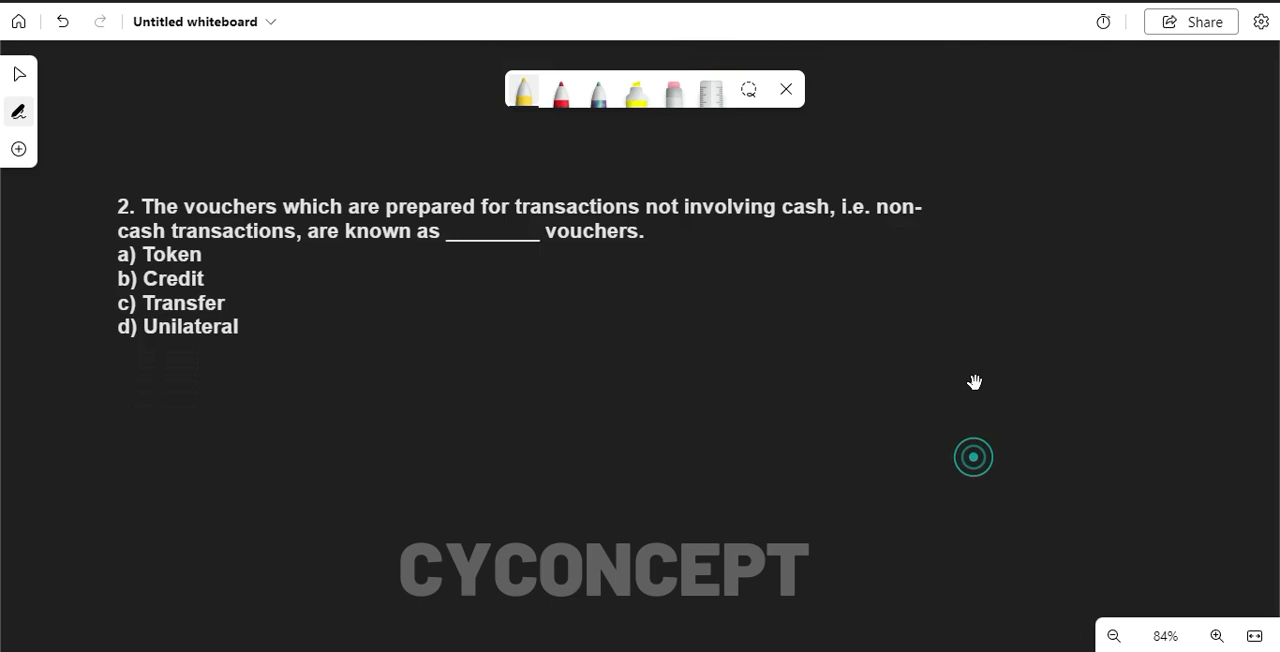 Untitled whiteboard
Share
2. The vouchers which are prepared for transactions not involving cash, i.e. non-
cash transactions, are known as ________ vouchers.
a) Token
b) Credit
c) Transfer
d) Unilateral
CYCONCEPT
84%